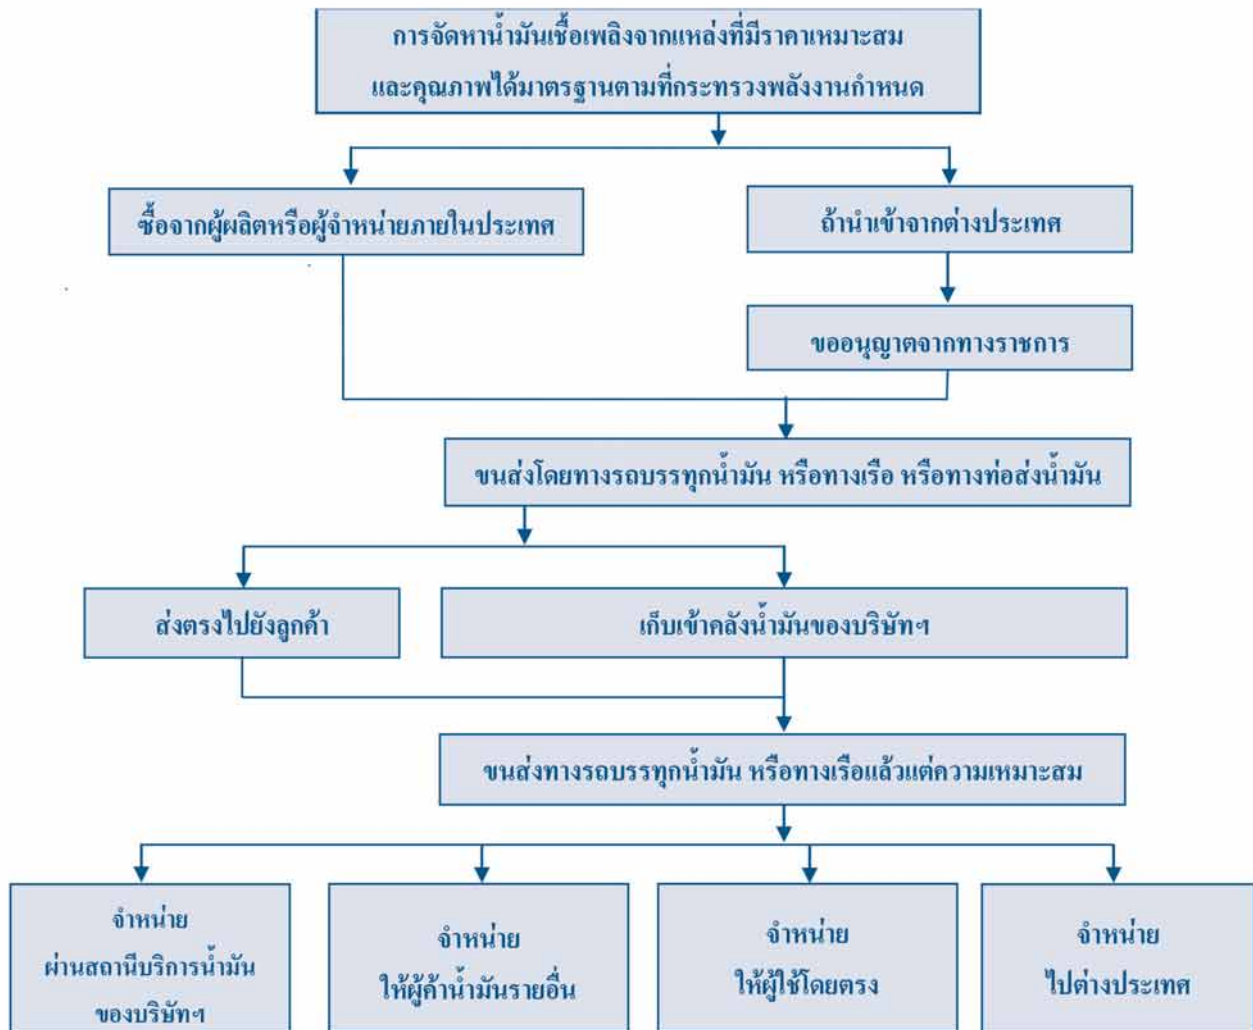 การจัดหาน้ำมันเชื้อเพลิงจากแหล่งที่มีราคาเหมาะสม
และคุณภาพได้มาตรฐานตามที่กระทรวงพลังงานกำหนด
ซื้อจากผู้ผลิตหรือผู้จำหน่ายภายในประเทศ
ถ้านำเข้าจากต่างประเทศ
ขออนุญาตจากทางราชการ
ขนส่งโดยทางรถบรรทุกน้ำมัน หรือทางเรือ หรือทางท่อส่งน้ำมัน
ส่งตรงไปยังลูกค้า
เก็บเข้าคลังน้ำมันของบริษัทฯ
ขนส่งทางรถบรรทุกน้ำมัน หรือทางเรือแล้วแต่ความเหมาะสม
จำหน่าย
ผ่านสถานีบริการน้ำมัน
ของบริษัทฯ
จำหน่าย
ให้ผู้ค้าน้ำมันรายอื่น
จำหน่าย
ให้ผู้ใช้โดยตรง
จำหน่าย
ไปต่างประเทศ